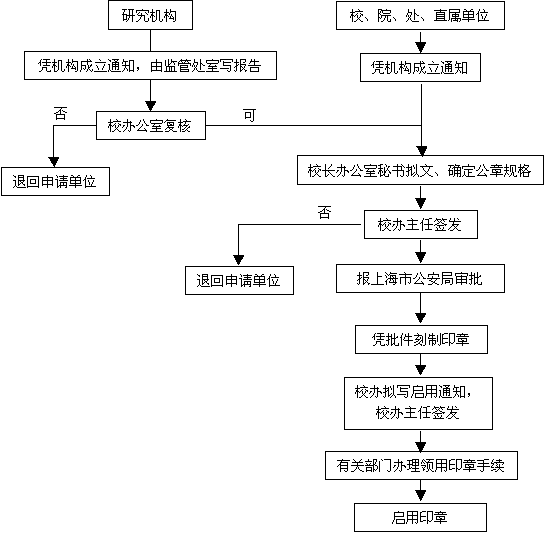 研究机构
校、院、处、直属单位
凭机构成立通知，由监管处室写报告
凭机构成立通知
否
校办公室复核
可
退回申请单位
校长办公室秘书拟文、确定公章规格
否
校办主任签发
退回申请单位
报上海市公安局审批
凭批件刻制印章
校办拟写启用通知，
校办主任签发
有关部门办理领用印章手续
启用印章